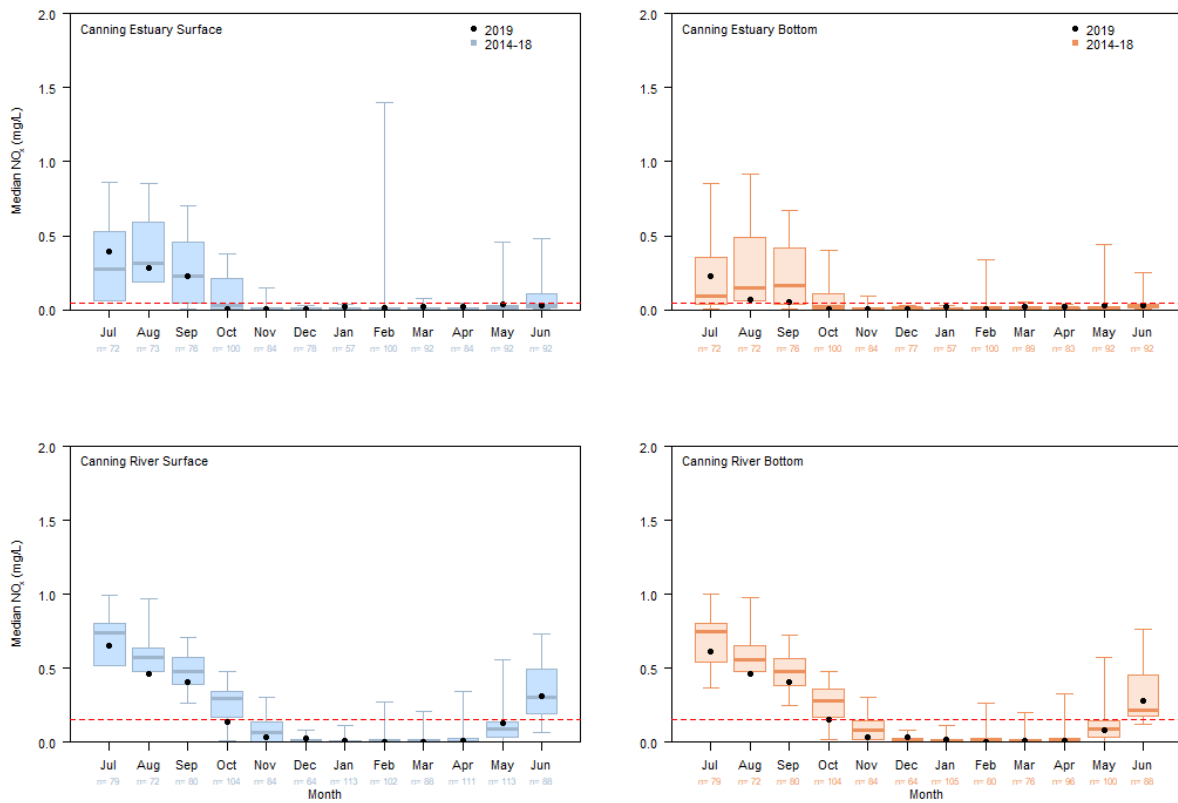 Canning Estuary Surface
2019
2014-18
Median NOx (mg/L)
2.0
1.5
1.0
0.5
0.0
Jul Aug Sep Oct Nov Dec Jan Feb Mar Apr May Jun
n= 72 n= 73 n= 76 n= 100 n= 84 n= 76 n= 57 n= 100 n= 92 n= 84 n= 92 n= 92
Canning Estuary Bottom
2019
2014-18
2.0
1.5
1.0
0.5
0.0
Jul Aug Sep Oct Nov Dec Jan Feb Mar Apr May Jun
n= 72 n= 72 n= 76 n= 100 n= 84 n= 77 n= 57 n= 100 n= 89 n= 83 n= 92 n= 92
Canning River Surface
Median NOx (mg/L)
2.0
1.5
1.0
0.5
0.0
Jul Aug Sep Oct Nov Dec Jan Feb Mar Apr May Jun
n= 79 n= 72 n= 80 n= 104 n= 84 n= 64 n= 113 n= 102 n= 88 n= 111 n= 113 n= 88
Month
Canning River Bottom
2.0
1.5
1.0
0.5
0.0
Jul Aug Sep Oct Nov Dec Jan Feb Mar Apr May Jun
n= 79 n= 72 n= 80 n= 104 n= 84 n= 64 n= 105 n= 80 n= 76 n= 96 n= 100 n= 88
Month